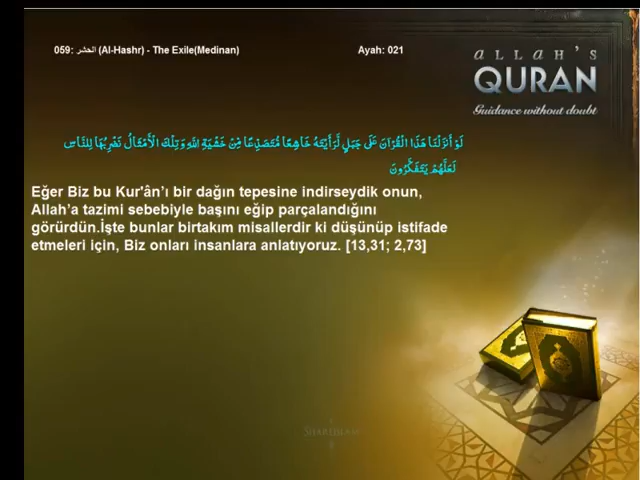 059: الحشر (Al-Hashr) - The Exile(Medinan) Ayah: 021
ALLAH'S
QURAN
Guidance without doubt
لَوْ أَنزَلْنَا هَٰذَا الْقُرْآنَ عَلَىٰ جَبَلٍ لَّرَأَيْتَهُ خَاشِعًا مُّتَصَدِّعًا مِّنْ خَشْيَةِ اللَّهِ وَتِلْكَ الْأَمْثَالُ نَضْرِبُهَا لِلنَّاسِ
لَعَلَّهُمْ يَتَفَكَّرُونَ
Eğer Biz bu Kur'ân’ı bir dağın tepesine indirseydik onun,
Allah’a tazimi sebebiyle başını eğip parçalandığını
görürdün.İşte bunlar birtakım misallerdir ki düşünüp istifade
etmeleri için, Biz onları insanlara anlatıyoruz. [13,31; 2,73]